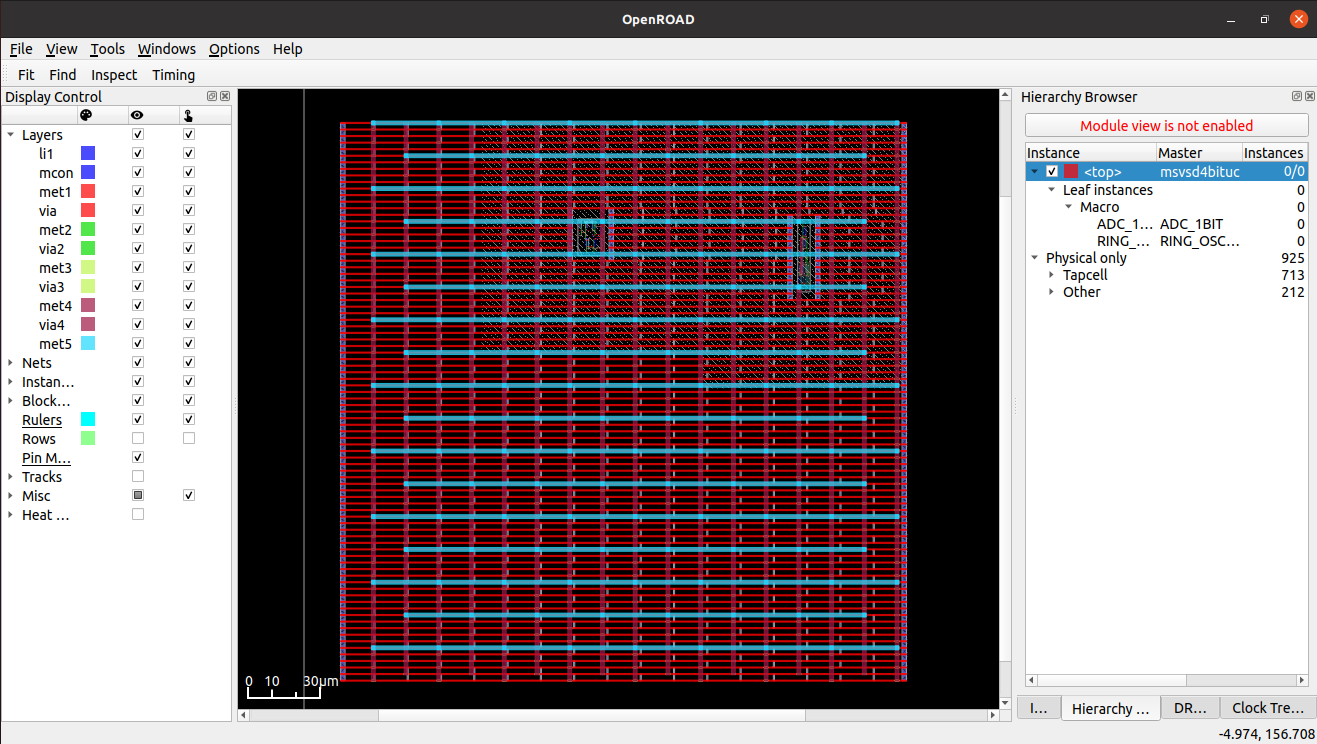 OpenROAD
File View Tools Windows Options Help
Fit Find Inspect Timing
Display Control
Layers
li1
mcon
met1
via
met2
via2
met3
via3
met4
via4
met5
Nets
Instan...
Block...
Rulers
Rows
Pin M...
Tracks
Misc
Heat ...
0 10 30μm
Hierarchy Browser
Module view is not enabled
Instance Master Instances
<top> msvsd4bituc 0/0
Leaf instances 0
Macro 0
ADC_1... ADC_1BIT 0
RING_... RING_OSC... 0
Physical only 925
Tapcell 713
Other 212
I... Hierarchy ... DR... Clock Tre...
-4.974, 156.708